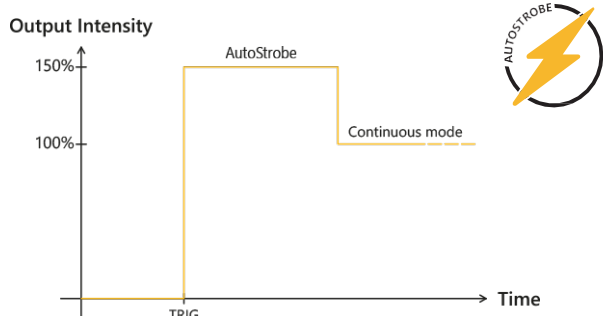 Output Intensity
AUTOSTROBE
150%
AutoStrobe
100%
Continuous mode
Time
TRIG